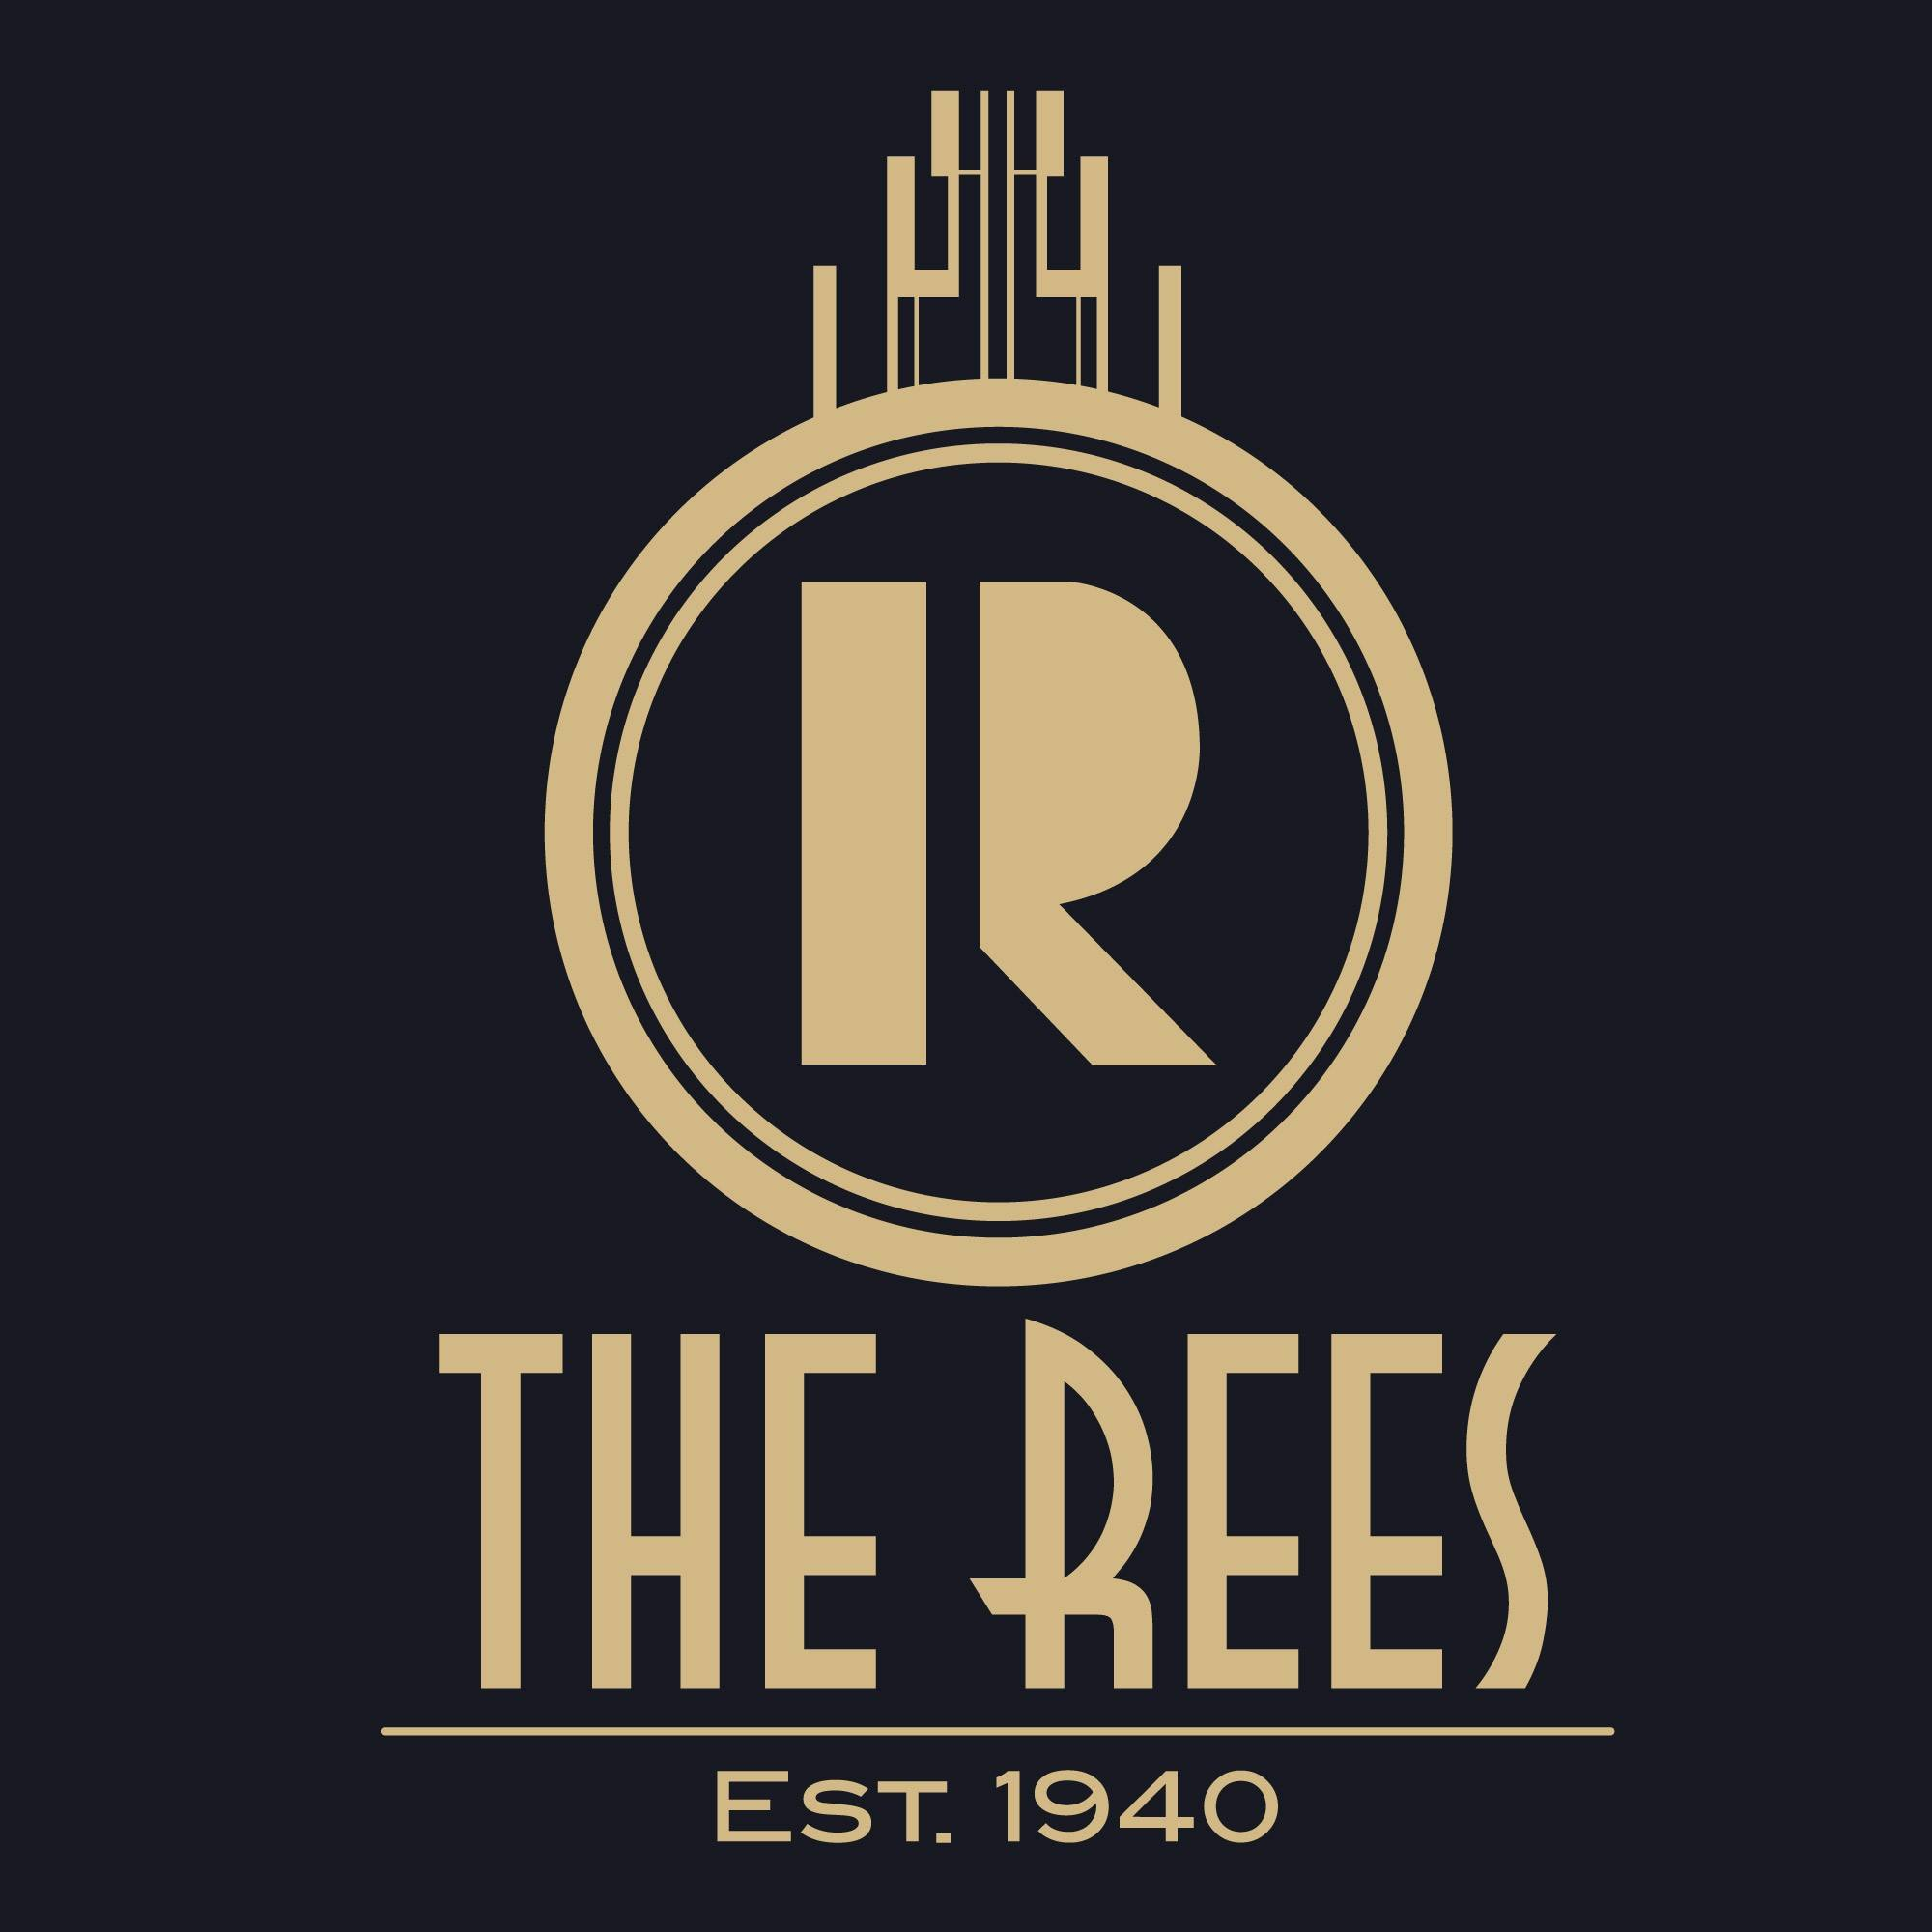 R
THE REES
EST. 1940